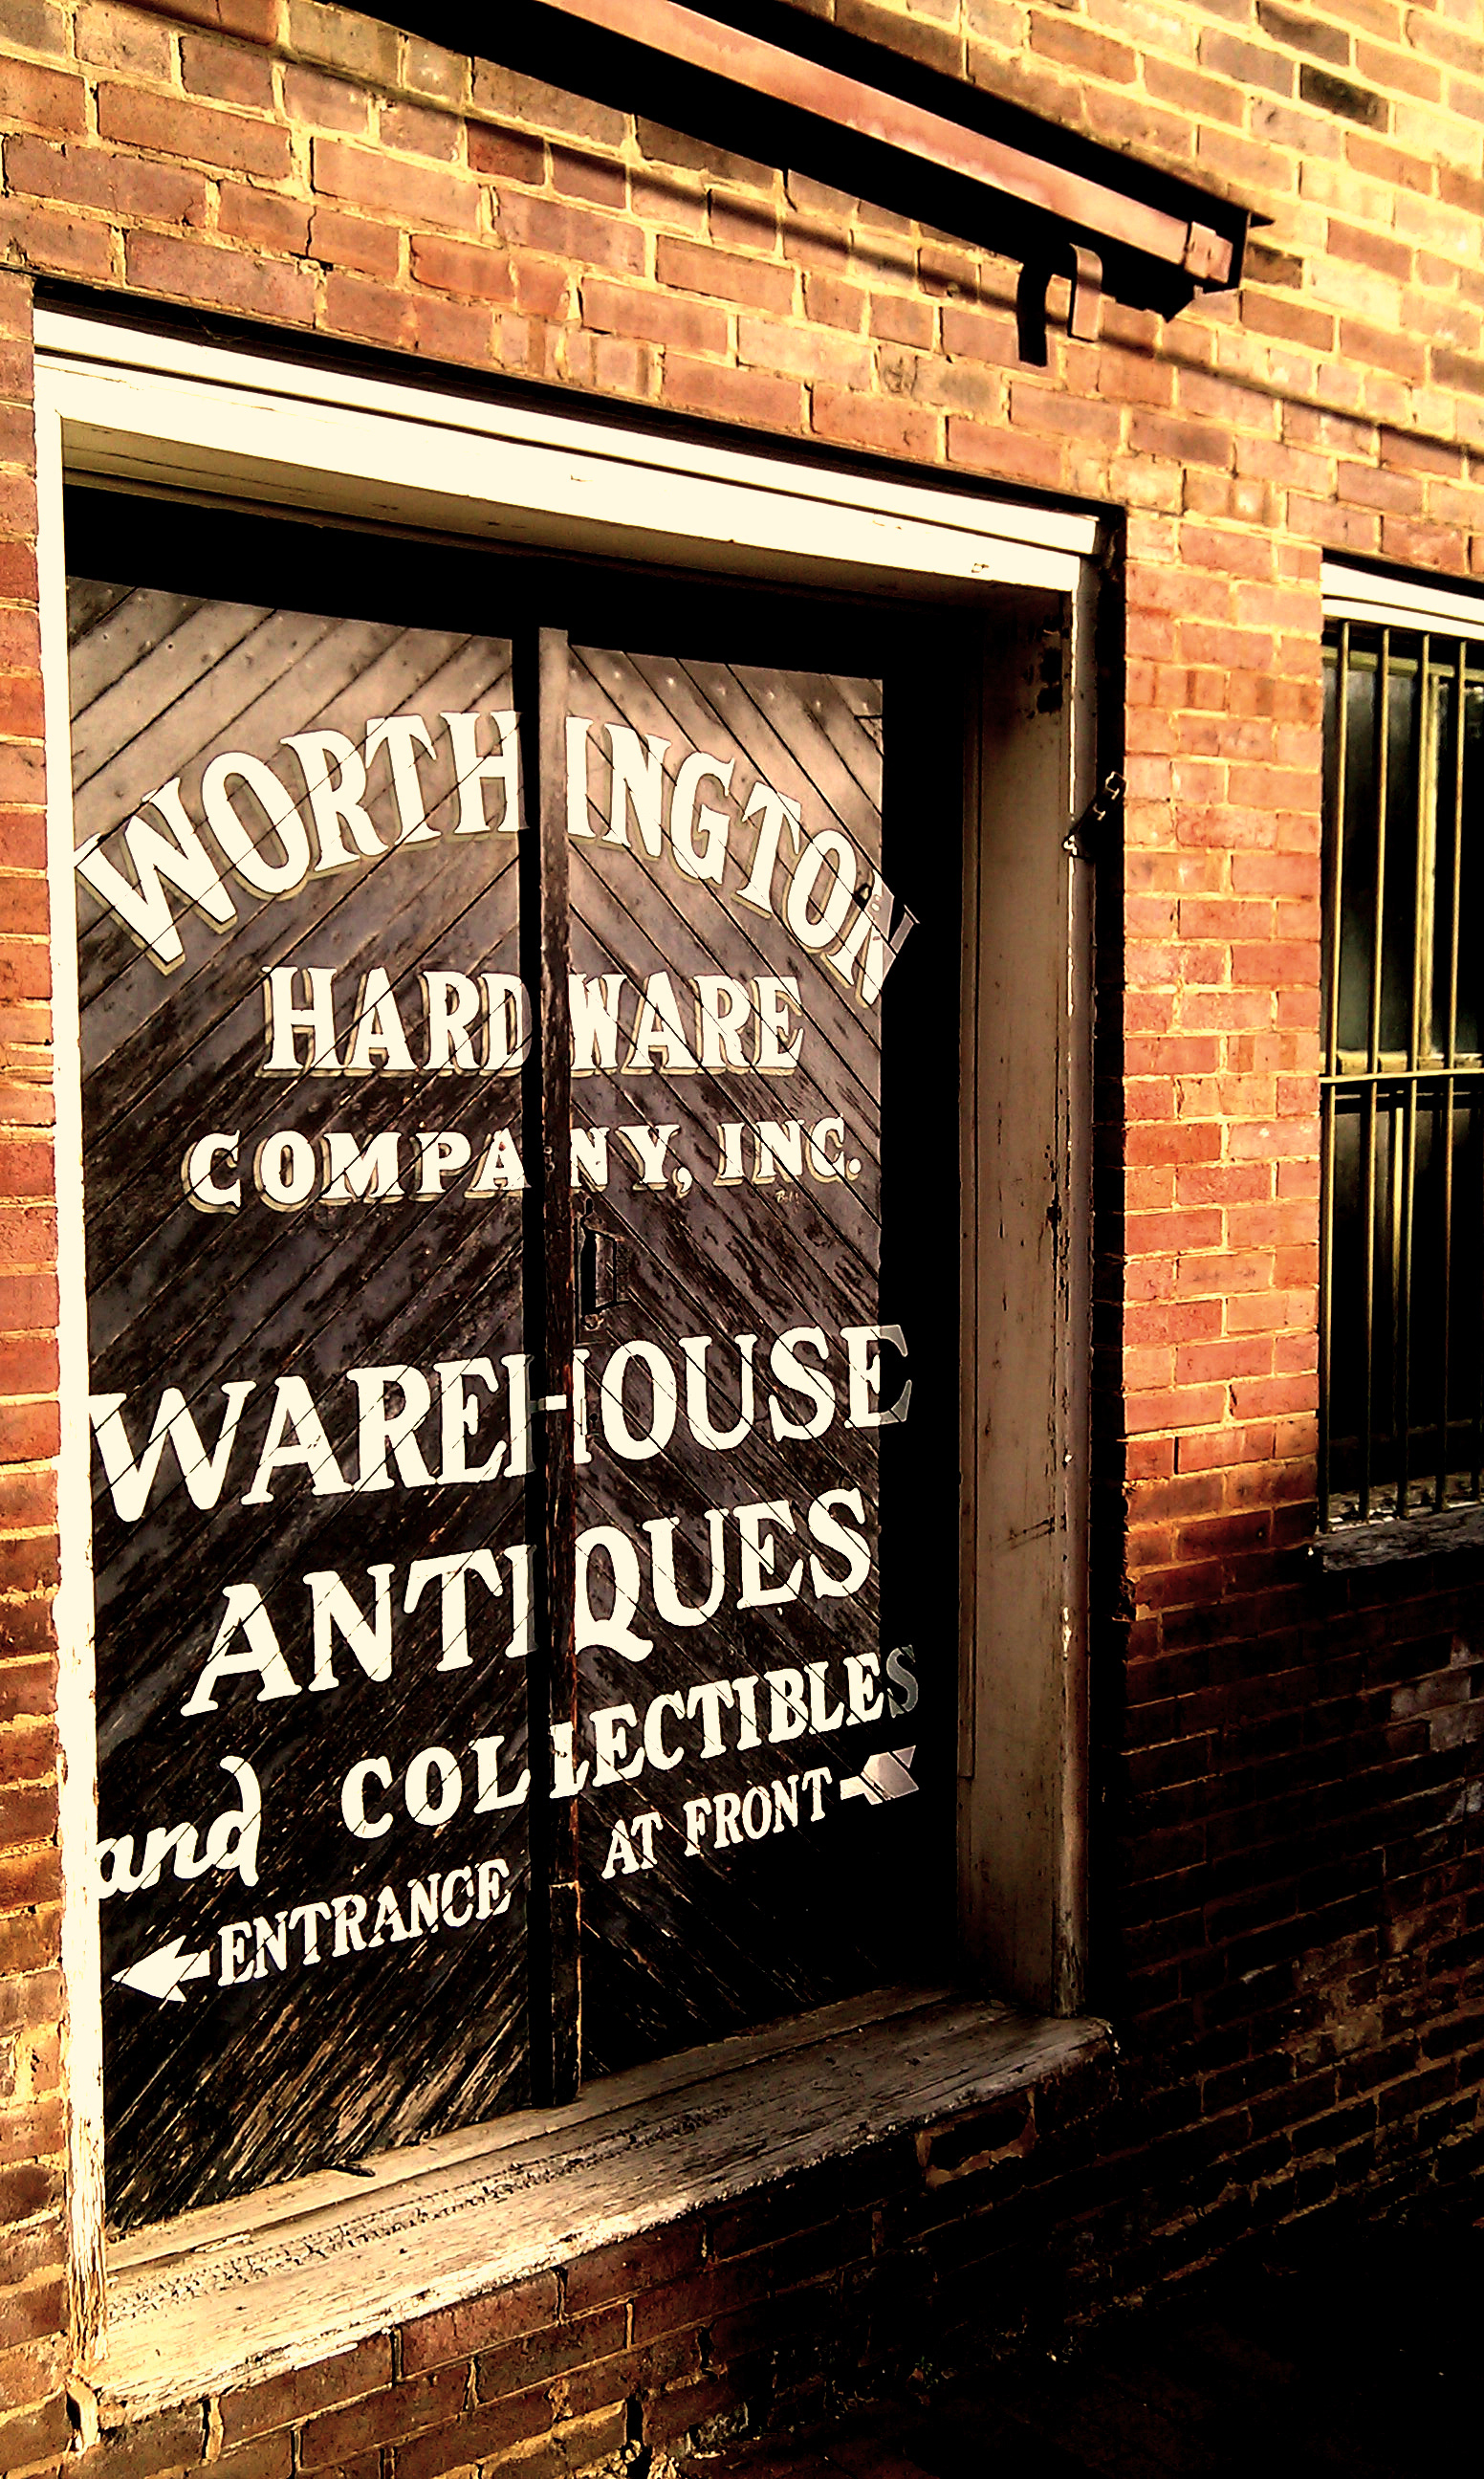 WORTHINGTON
HARDWARE
COMPANY, INC.
WAREHOUSE
ANTIQUES
and COLLECTIBLES
ENTRANCE AT FRONT